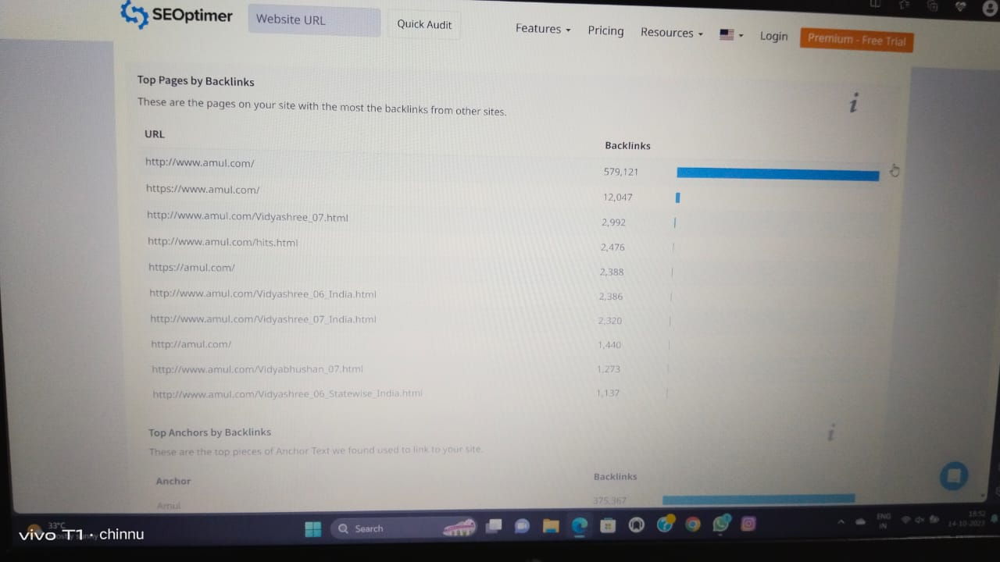 SEOptimer Website URL Quick Audit Features Pricing Resources Login Premium - Free Trial
Top Pages by Backlinks
These are the pages on your site with the most the backlinks from other sites.
URL Backlinks
http://www.amul.com/ 579,121
https://www.amul.com/ 12,047
http://www.amul.com/Vidyashree_07.html 2,992
http://www.amul.com/hits.html 2,476
https://amul.com/ 2,388
http://www.amul.com/Vidyashree_06_India.html 2,386
http://www.amul.com/Vidyashree_07_India.html 2,320
http://amul.com/ 1,440
http://www.amul.com/Vidyabhushan_07.html 1,273
http://www.amul.com/Vidyashree_06_Statewise_India.html 1,137
Top Anchors by Backlinks
These are the top pieces of Anchor Text we found used to link to your site.
Anchor Backlinks
Amul 375,367
33°C Search ENG IN 18:52 14-10-2023
vivo T1 · chinnu